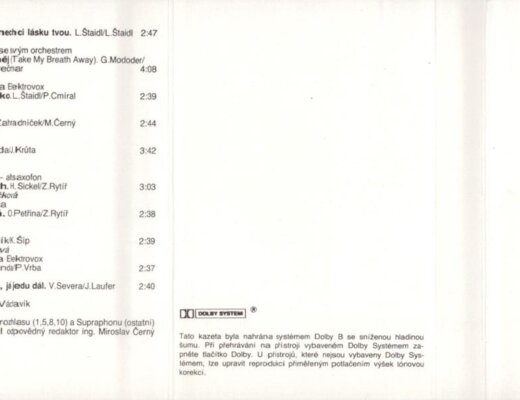 nechci lásku tvou. L.Štaidl/L.Štaidl 2:47
se svým orchestrem
(Take My Breath Away). G.Mododer/
4:08
Elektrovox
L.Štaidl/P.Cmíral 2:39
Zahradníček/M.Černý 2:44
J.Krůta 3:42
- altsaxofon
H.Sickel/Z.Rytíř 3:03
O.Petřina/Z.Rytíř 2:38
K.Šíp 2:39
Elektrovox
P.Vrba 2:37
já jedu dál. V.Severa/J.Laufer 2:40
Václavík
rozhlasu (1,5,8,10) a Supraphonu (ostatní)
odpovědný redaktor ing. Miroslav Černý
DOLBY SYSTEM ®
Tato kazeta byla nahrána systémem Dolby B se sníženou hladinou
šumu. Při přehrávání na přístroji vybaveném Dolby Systémem za-
pněte tlačítko Dolby. U přístrojů, které nejsou vybaveny Dolby Sys-
témem, lze upravit reprodukci přiměřeným potlačením výšek tónovou
korekcí.